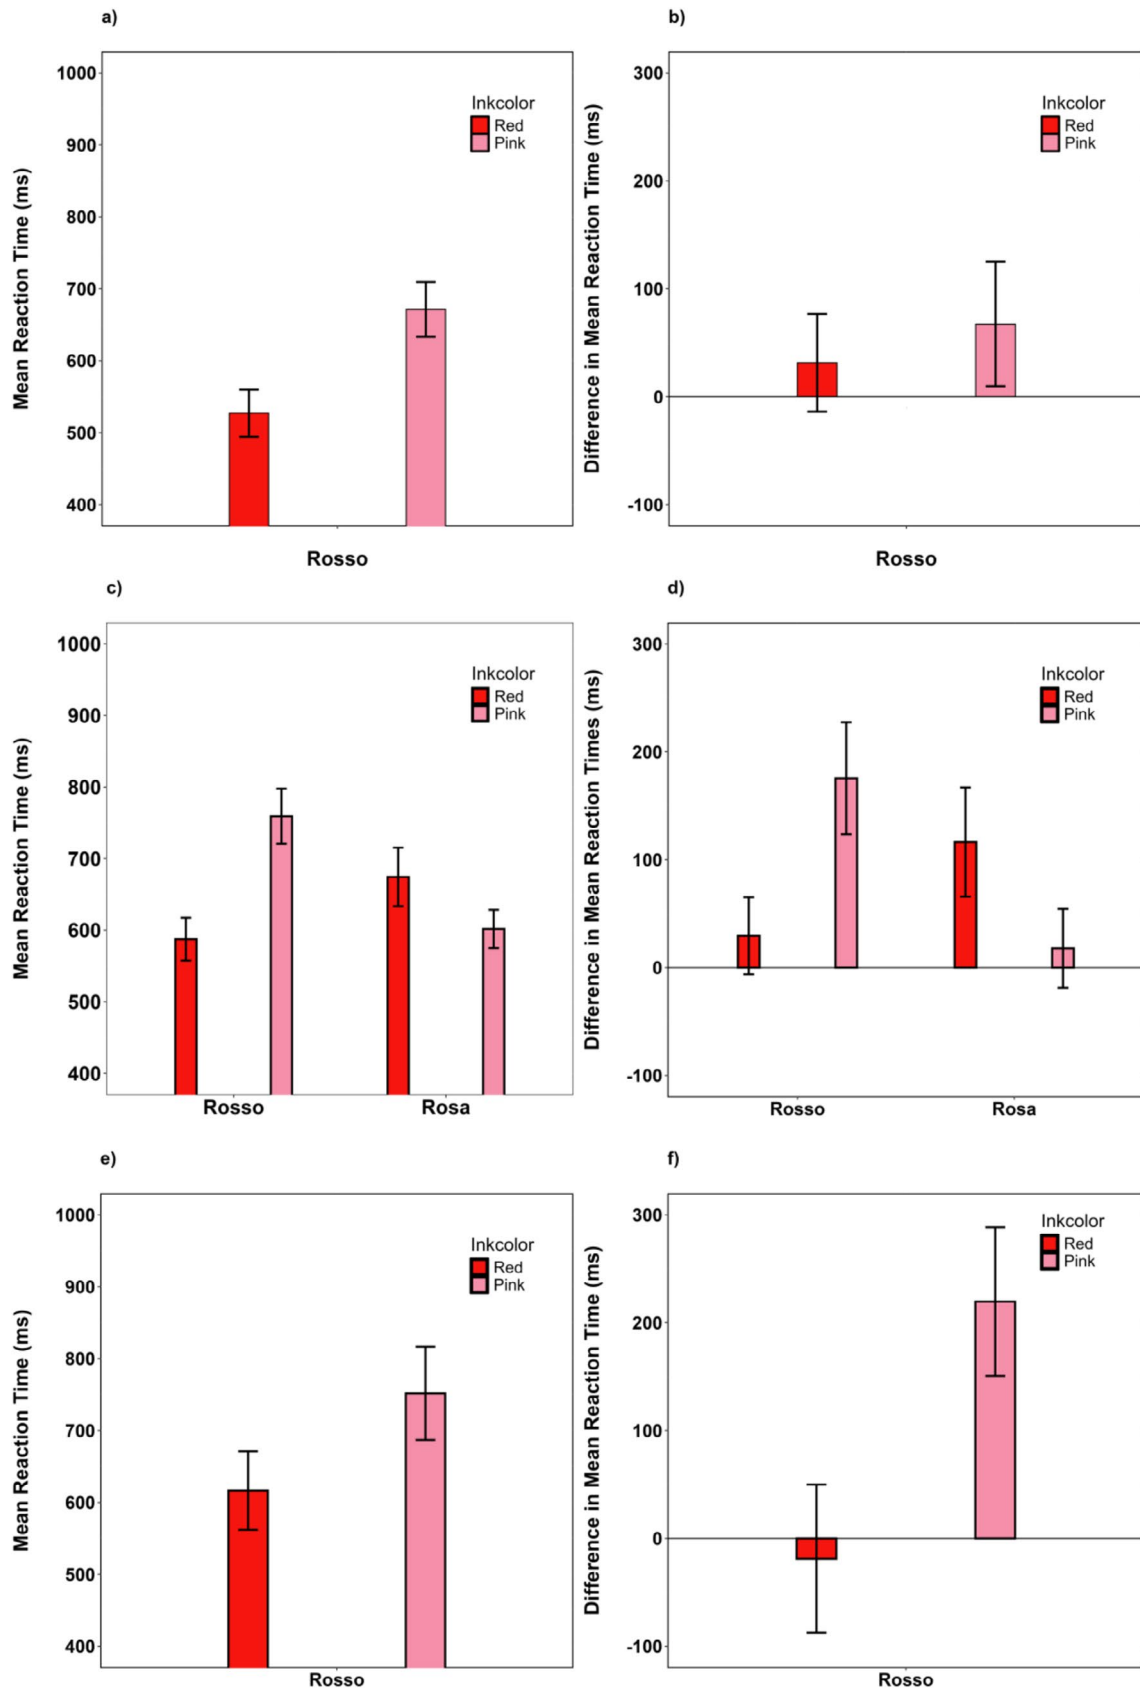 a)
Mean Reaction Time (ms)
1000
900
800
700
600
500
400
Inkcolor
Red
Pink
Rosso
b)
Difference in Mean Reaction Time (ms)
300
200
100
0
-100
Inkcolor
Red
Pink
Rosso
c)
Mean Reaction Time (ms)
1000
900
800
700
600
500
400
Inkcolor
Red
Pink
Rosso Rosa
d)
Difference in Mean Reaction Times (ms)
300
200
100
0
-100
Inkcolor
Red
Pink
Rosso Rosa
e)
Mean Reaction Time (ms)
1000
900
800
700
600
500
400
Inkcolor
Red
Pink
Rosso
f)
Difference in Mean Reaction Time (ms)
300
200
100
0
-100
Inkcolor
Red
Pink
Rosso